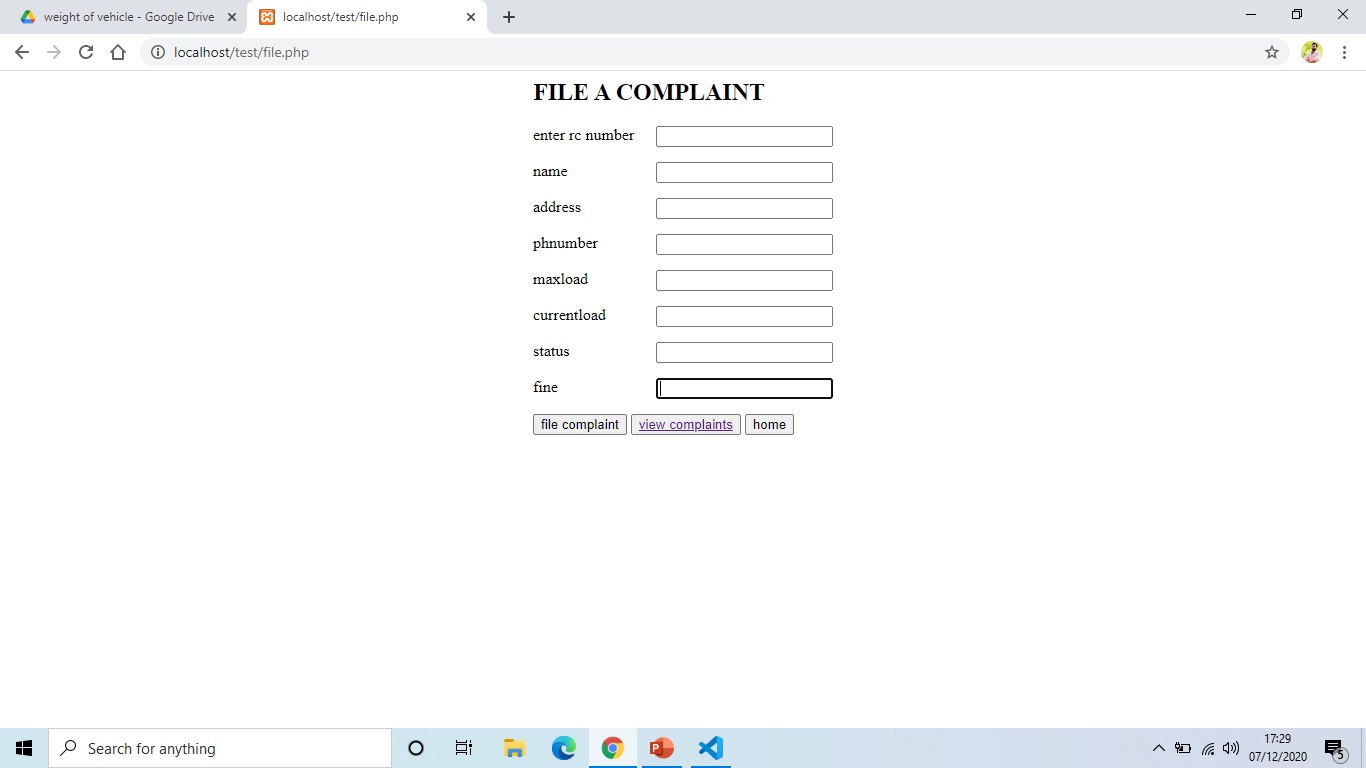 weight of vehicle - Google Drive
localhost/test/file.php
localhost/test/file.php
FILE A COMPLAINT
enter rc number
name
address
phnumber
maxload
currentload
status
fine
file complaint view complaints home
Search for anything
17:29
07/12/2020
5